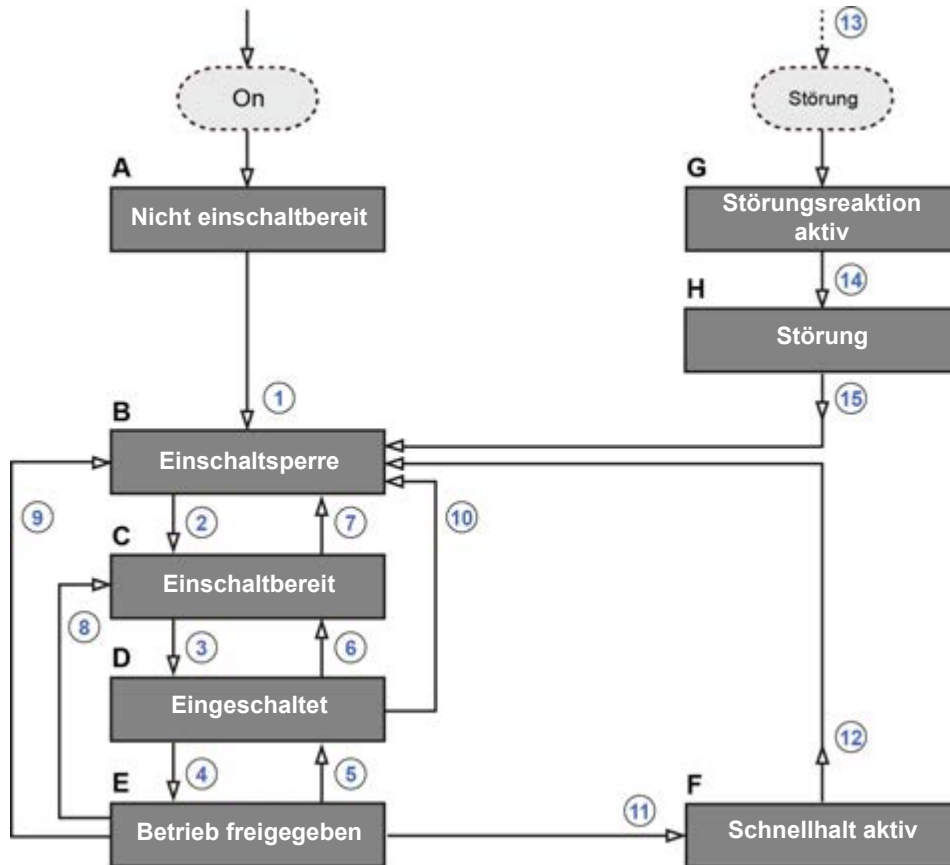 13
On
Störung
A
Nicht einschaltbereit
G
Störungsreaktion
aktiv
14
H
Störung
15
1
B
Einschaltsperre
9
2
7
10
C
Einschaltbereit
8
3
6
D
Eingeschaltet
12
4
5
E
Betrieb freigegeben
11
F
Schnellhalt aktiv